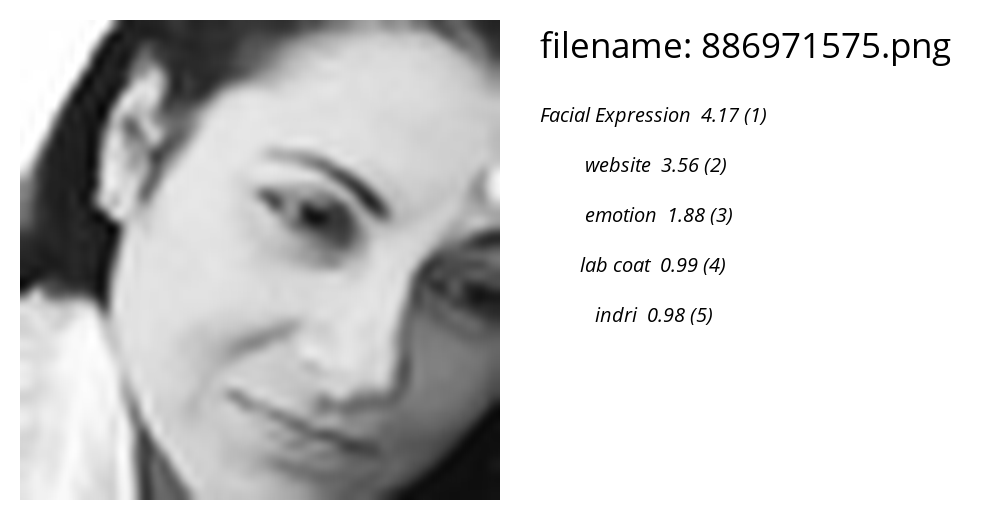 filename: 886971575.png
Facial Expression 4.17 (1)
website 3.56 (2)
emotion 1.88 (3)
lab coat 0.99 (4)
indri 0.98 (5)